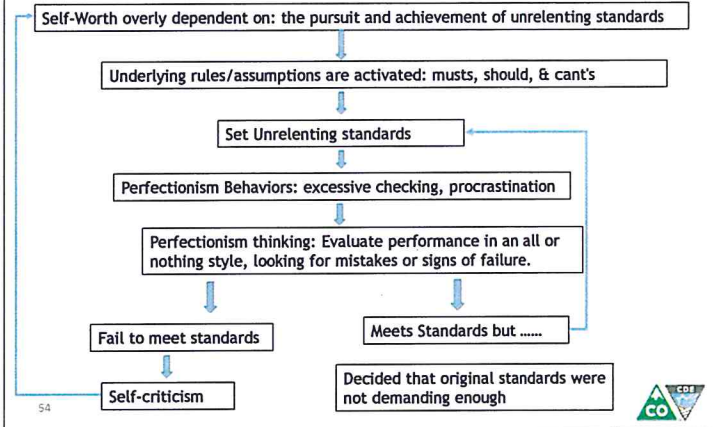 Self-Worth overly dependent on: the pursuit and achievement of unrelenting standards
Underlying rules/assumptions are activated: musts, should, & cant's
Set Unrelenting standards
Perfectionism Behaviors: excessive checking, procrastination
Perfectionism thinking: Evaluate performance in an all or
nothing style, looking for mistakes or signs of failure.
Fail to meet standards
Meets Standards but ......
Self-criticism
Decided that original standards were
not demanding enough
54
CO
CDE